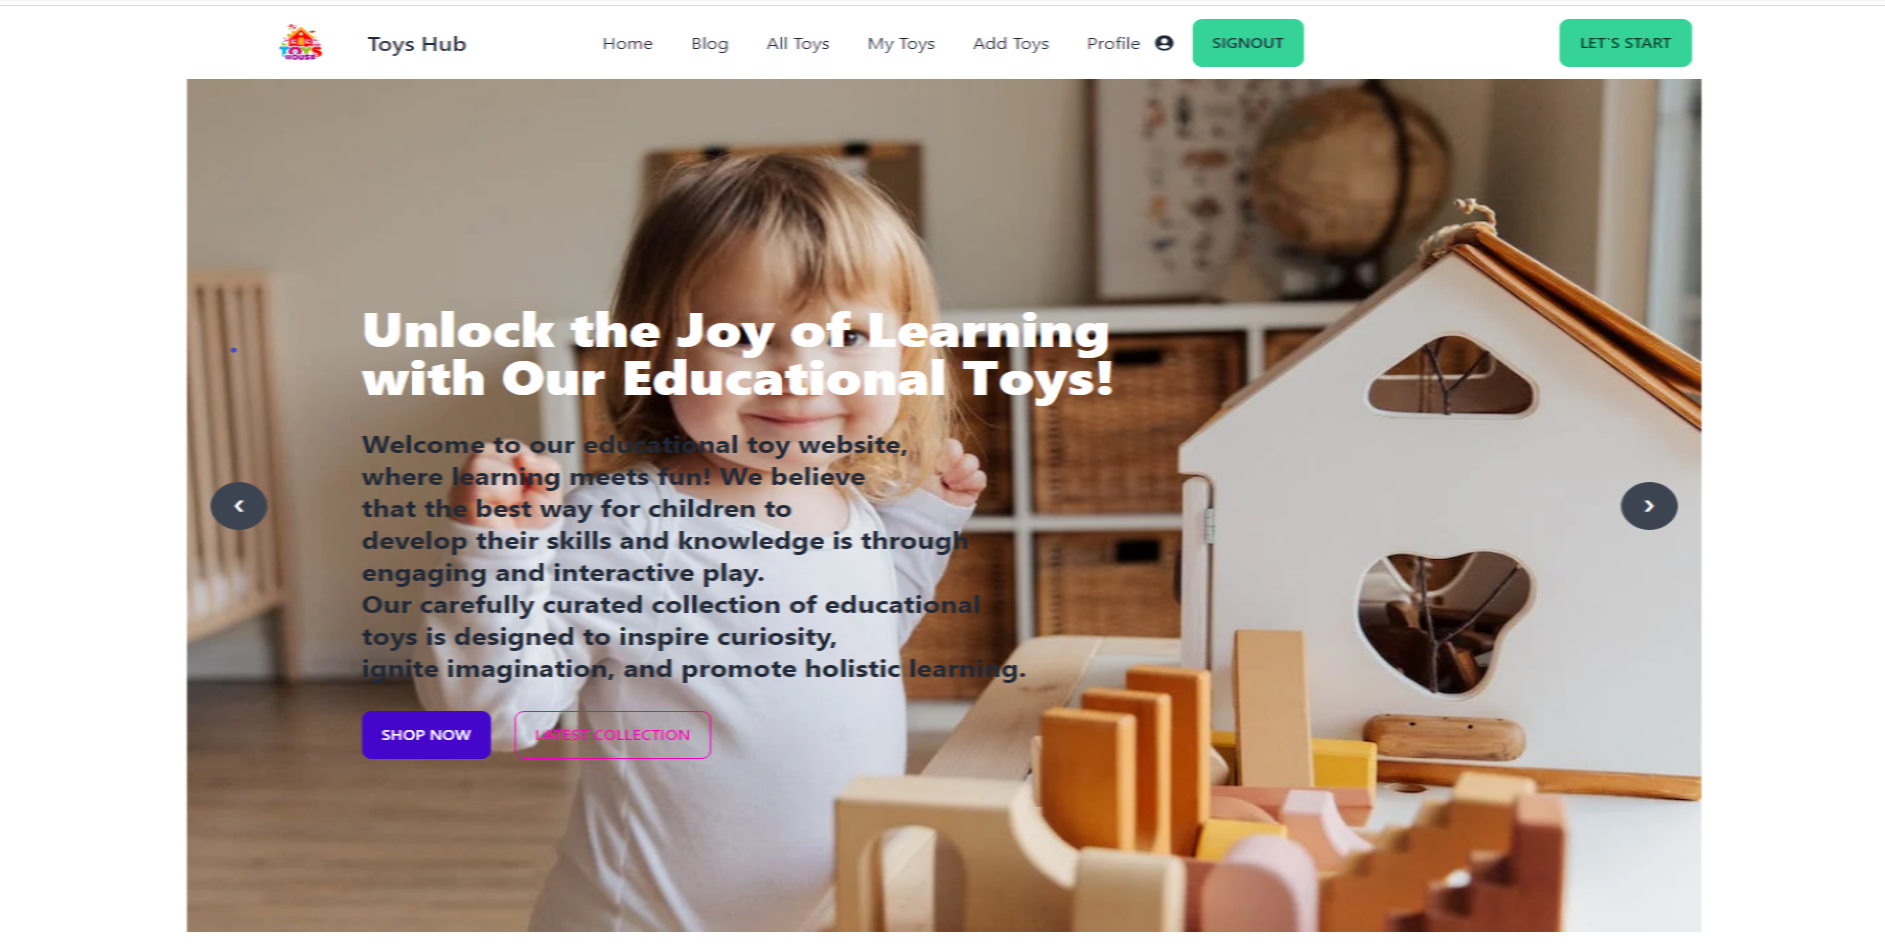 TOYS
HOUSE
Toys Hub
Home
Blog
All Toys
My Toys
Add Toys
Profile
SIGNOUT
LET`S START
Unlock the Joy of Learning
with Our Educational Toys!
Welcome to our educational toy website,
where learning meets fun! We believe
that the best way for children to
develop their skills and knowledge is through
engaging and interactive play.
Our carefully curated collection of educational
toys is designed to inspire curiosity,
ignite imagination, and promote holistic learning.
SHOP NOW
LATEST COLLECTION